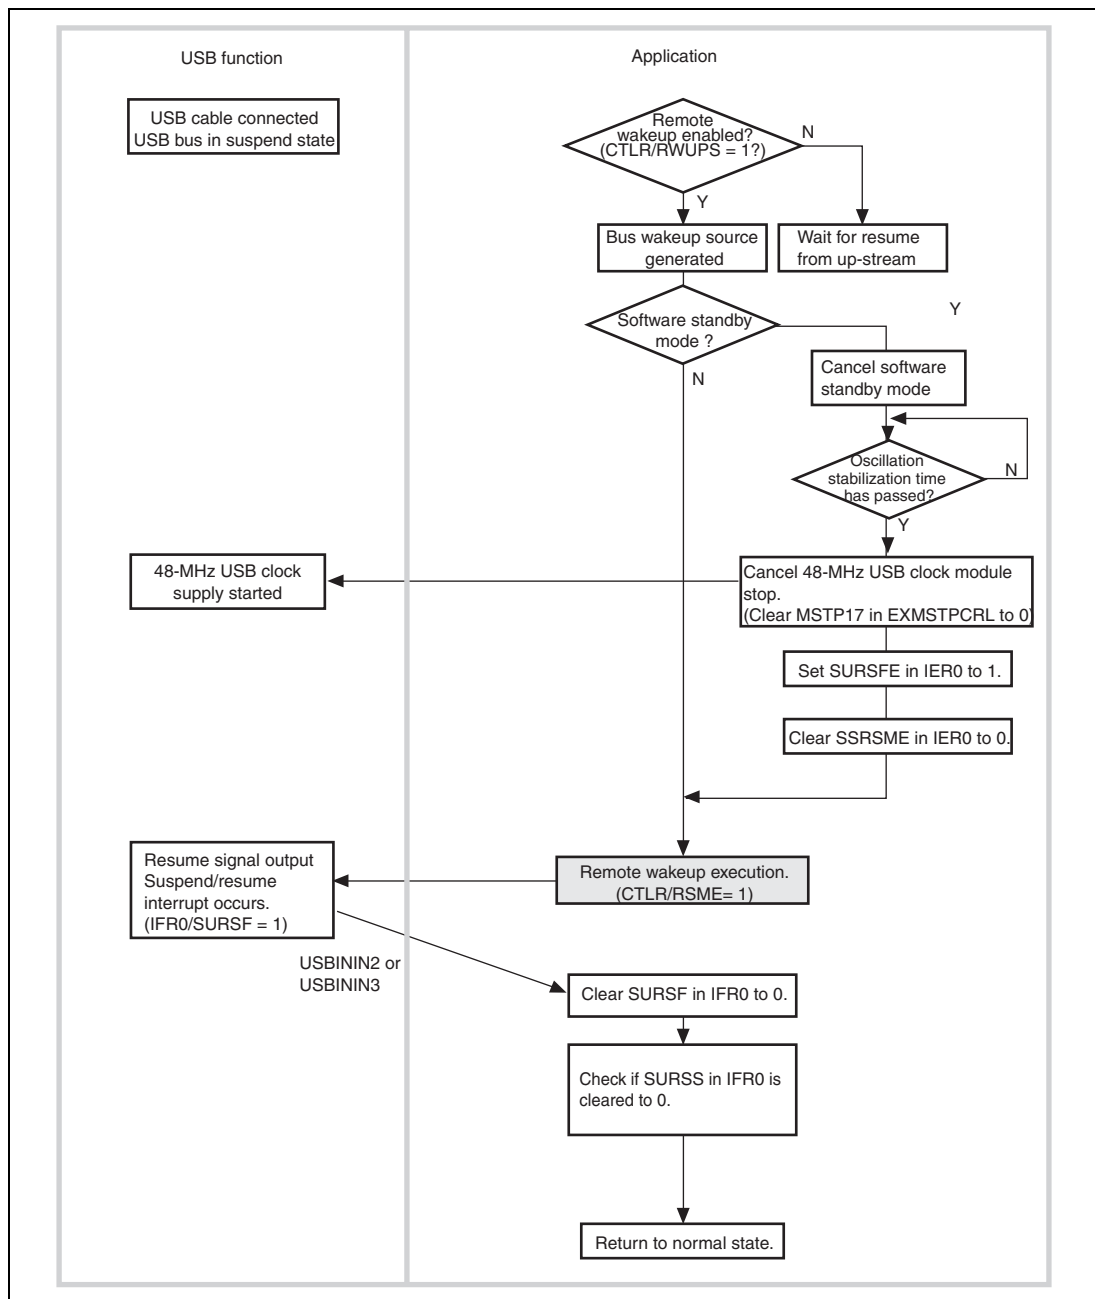 USB function
Application
USB cable connected
USB bus in suspend state
Remote
wakeup enabled?
(CTLR/RWUPS = 1?)
N
Y
Bus wakeup source
generated
Wait for resume
from up-stream
Software standby
mode ?
Y
N
Cancel software
standby mode
Oscillation
stabilization time
has passed?
N
Y
48-MHz USB clock
supply started
Cancel 48-MHz USB clock module
stop.
(Clear MSTP17 in EXMSTPCRL to 0)
Set SURSFE in IER0 to 1.
Clear SSRSME in IER0 to 0.
Resume signal output
Suspend/resume
interrupt occurs.
(IFR0/SURSF = 1)
Remote wakeup execution.
(CTLR/RSME= 1)
USBININ2 or
USBININ3
Clear SURSF in IFR0 to 0.
Check if SURSS in IFR0 is
cleared to 0.
Return to normal state.